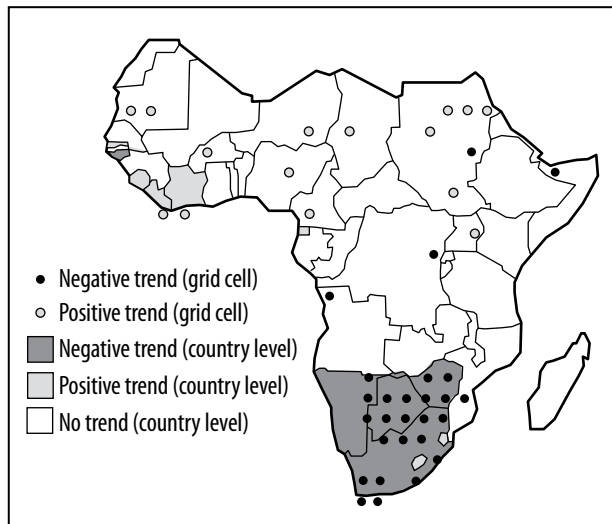 Negative trend (grid cell)
Positive trend (grid cell)
Negative trend (country level)
Positive trend (country level)
No trend (country level)